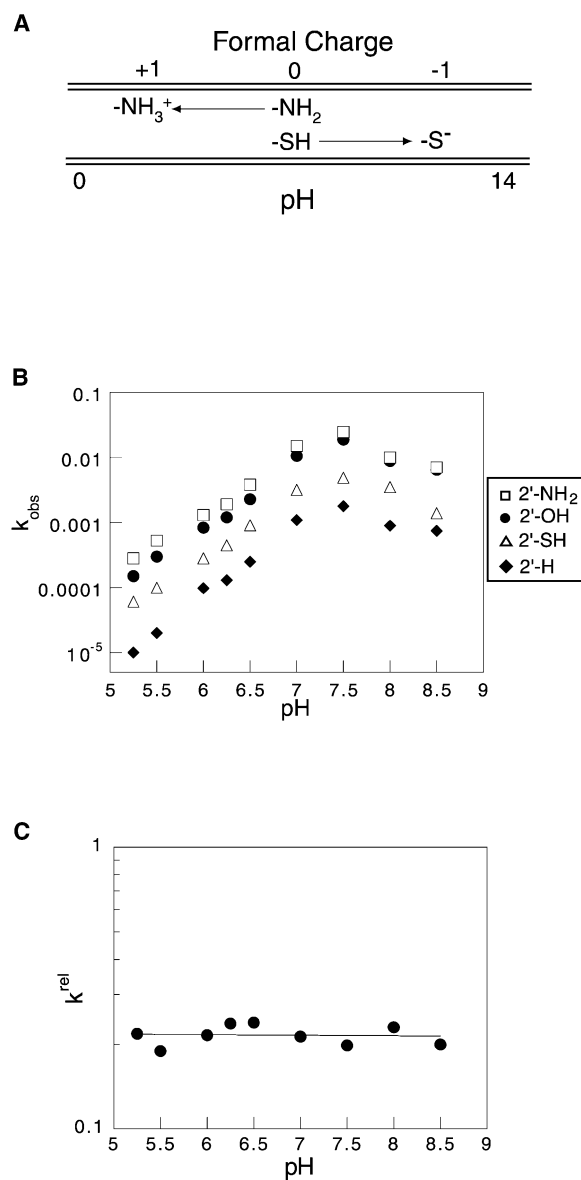 A
Formal Charge
+1 0 -1
-NH₃⁺ -NH₂
-SH -S⁻
0 14
pH
B
0.1
0.01
0.001
0.0001
10⁻⁵
k_obs
5 5.5 6 6.5 7 7.5 8 8.5 9
pH
2'-NH₂
2'-OH
2'-SH
2'-H
C
1
k^rel
0.1
5 5.5 6 6.5 7 7.5 8 8.5 9
pH